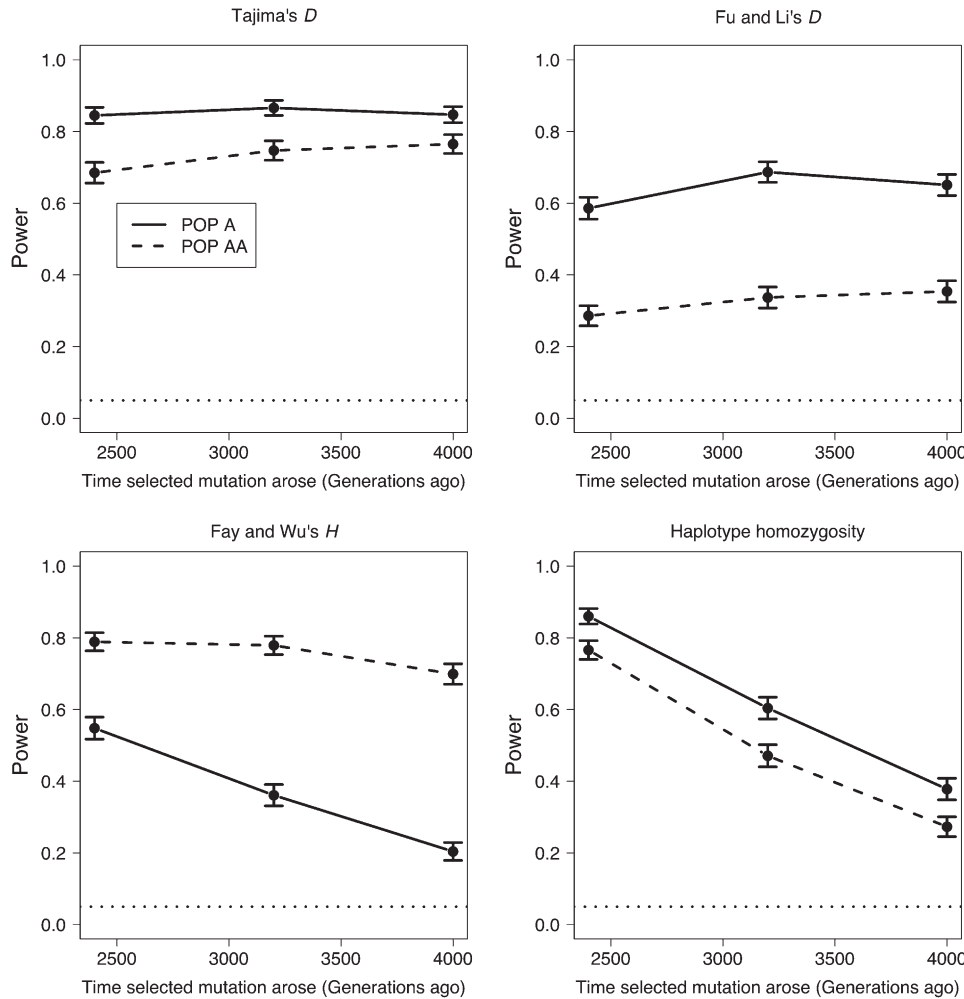 Tajima's D
1.0
0.8
0.6
0.4
0.2
0.0
Power
POP A
POP AA
2500 3000 3500 4000
Time selected mutation arose (Generations ago)
Fu and Li's D
1.0
0.8
0.6
0.4
0.2
0.0
Power
2500 3000 3500 4000
Time selected mutation arose (Generations ago)
Fay and Wu's H
1.0
0.8
0.6
0.4
0.2
0.0
Power
2500 3000 3500 4000
Time selected mutation arose (Generations ago)
Haplotype homozygosity
1.0
0.8
0.6
0.4
0.2
0.0
Power
2500 3000 3500 4000
Time selected mutation arose (Generations ago)